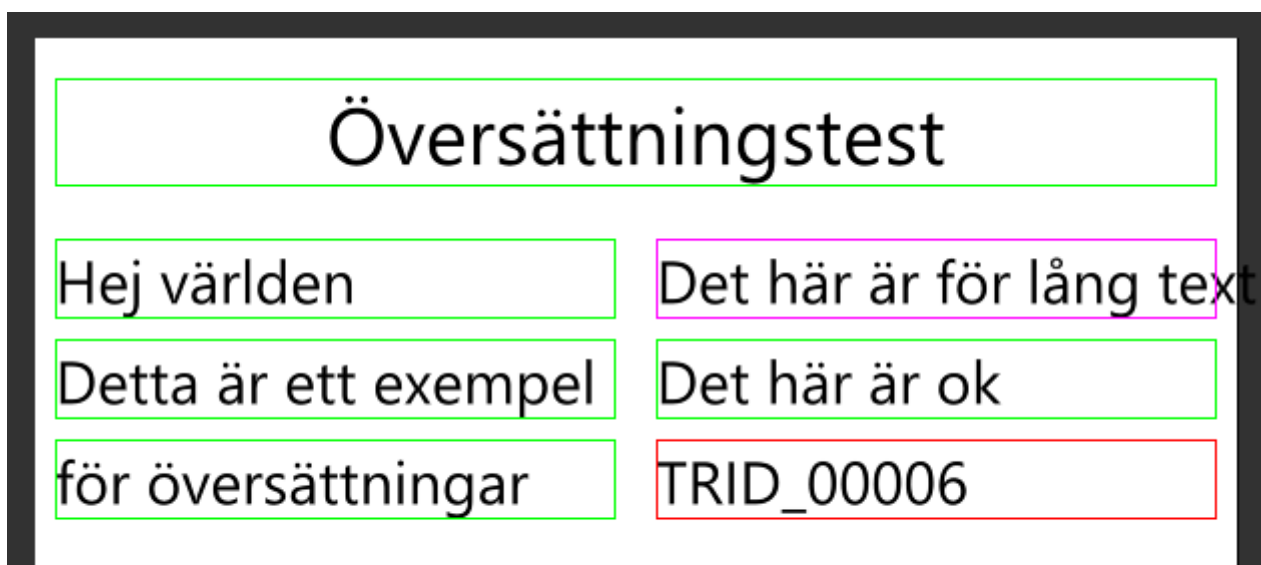 Översättningstest
Hej världen
Det här är för lång text
Detta är ett exempel
Det här är ok
för översättningar
TRID_00006